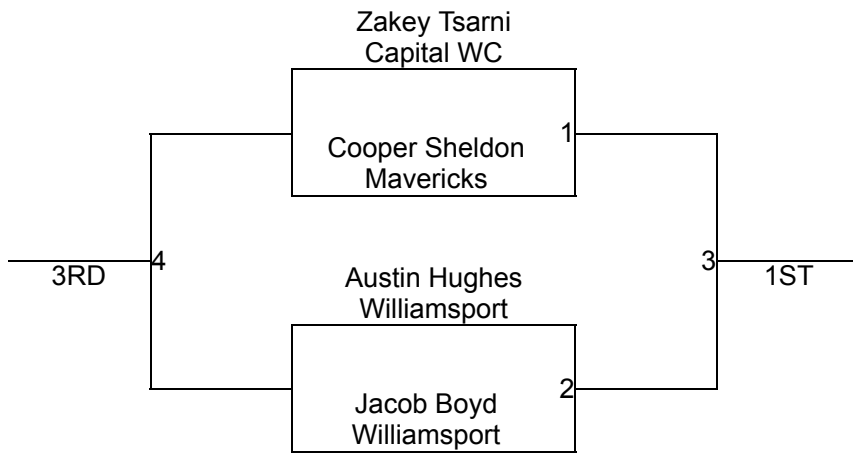 Zakey Tsarni
Capital WC
1
Cooper Sheldon
Mavericks
3RD
4
3
1ST
Austin Hughes
Williamsport
2
Jacob Boyd
Williamsport